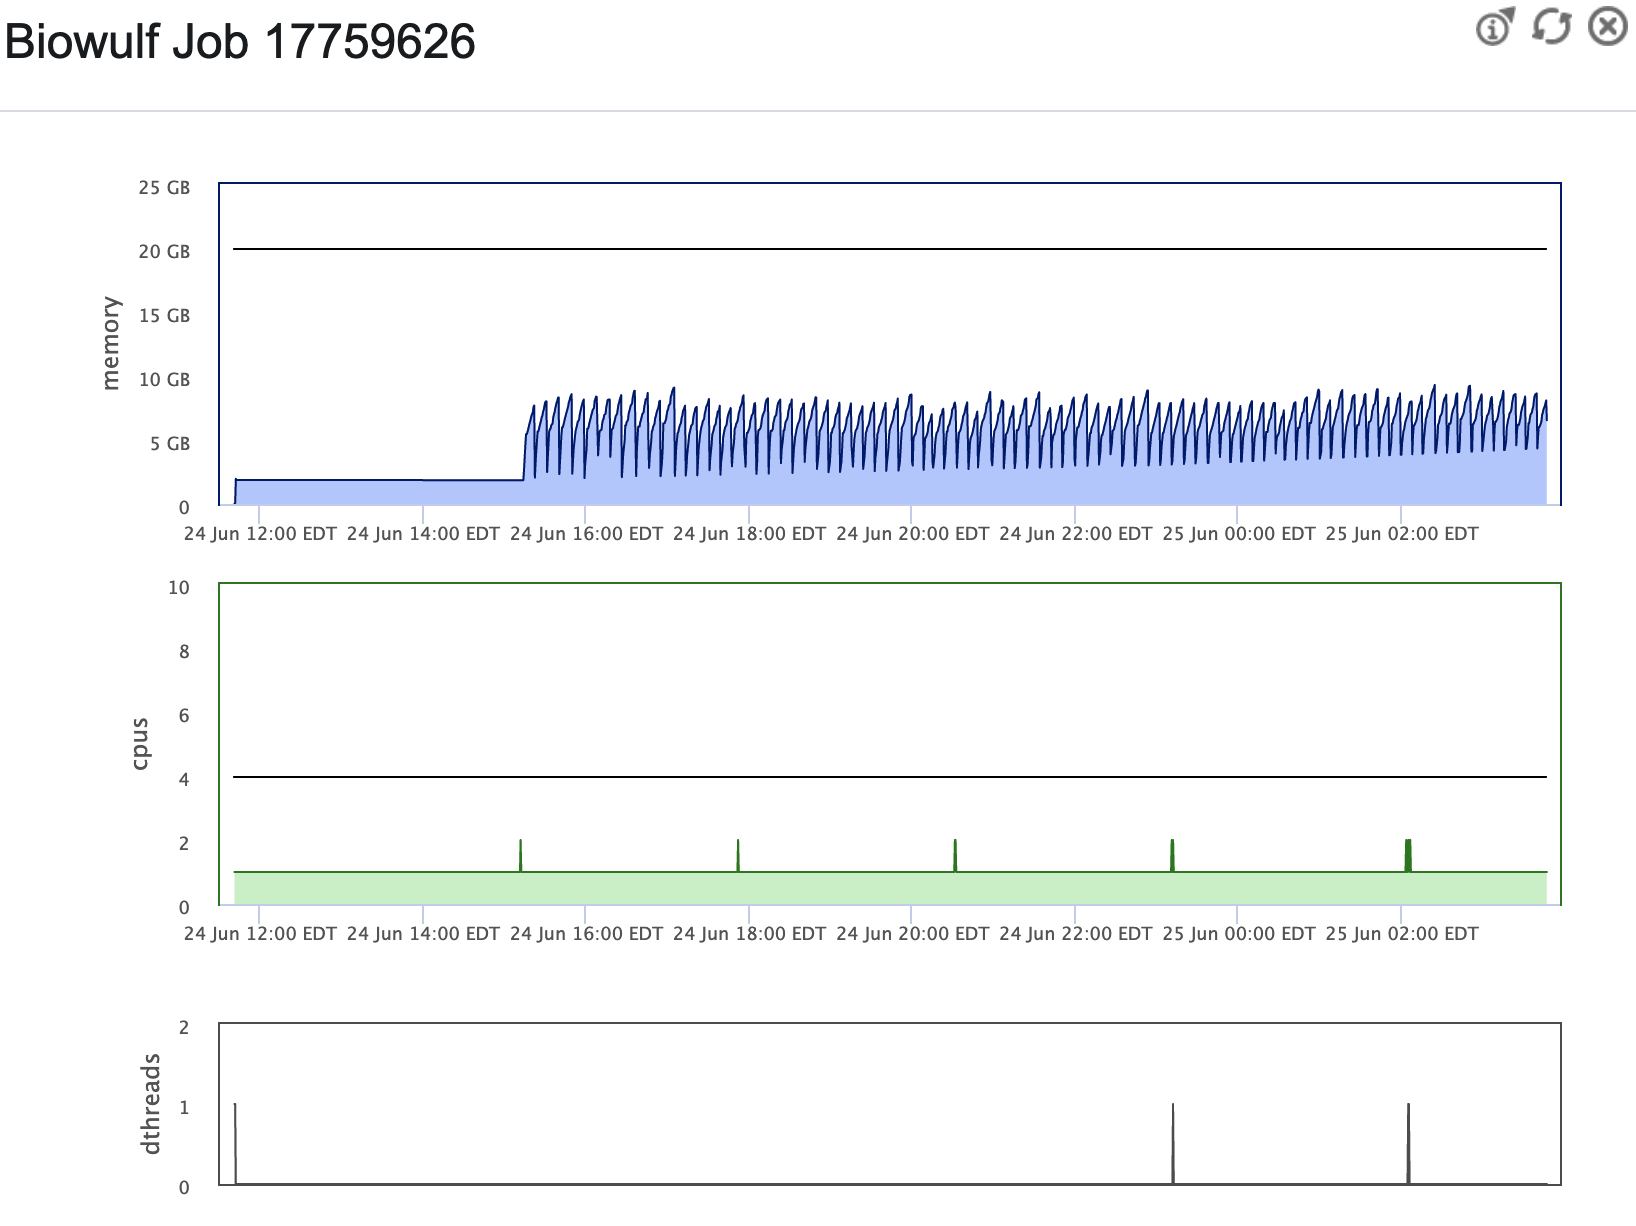 Biowulf Job 17759626
25 GB
20 GB
15 GB
10 GB
5 GB
0
memory
24 Jun 12:00 EDT 24 Jun 14:00 EDT 24 Jun 16:00 EDT 24 Jun 18:00 EDT 24 Jun 20:00 EDT 24 Jun 22:00 EDT 25 Jun 00:00 EDT 25 Jun 02:00 EDT
10
8
6
4
2
0
cpus
24 Jun 12:00 EDT 24 Jun 14:00 EDT 24 Jun 16:00 EDT 24 Jun 18:00 EDT 24 Jun 20:00 EDT 24 Jun 22:00 EDT 25 Jun 00:00 EDT 25 Jun 02:00 EDT
2
1
0
dthreads